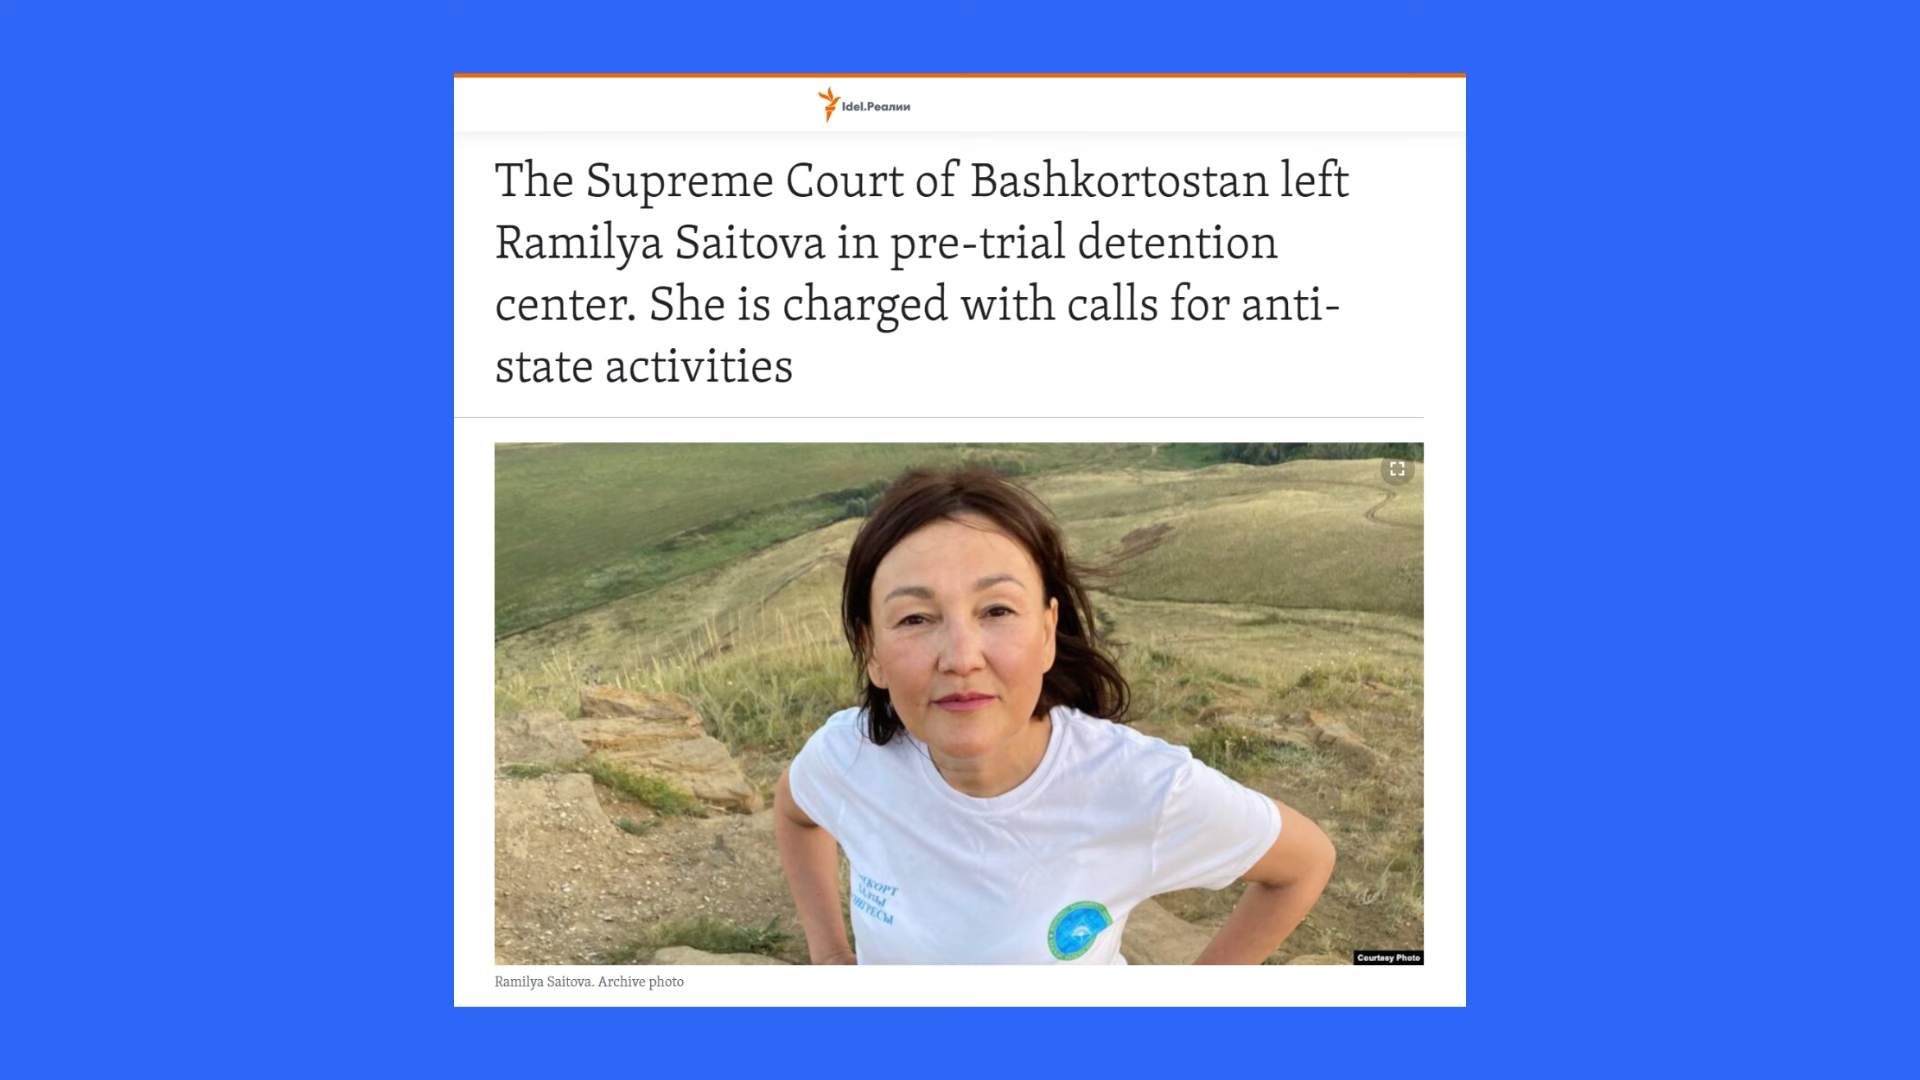 Idel.Реалии
The Supreme Court of Bashkortostan left
Ramilya Saitova in pre-trial detention
center. She is charged with calls for anti-
state activities
Courtesy Photo
Ramilya Saitova. Archive photo